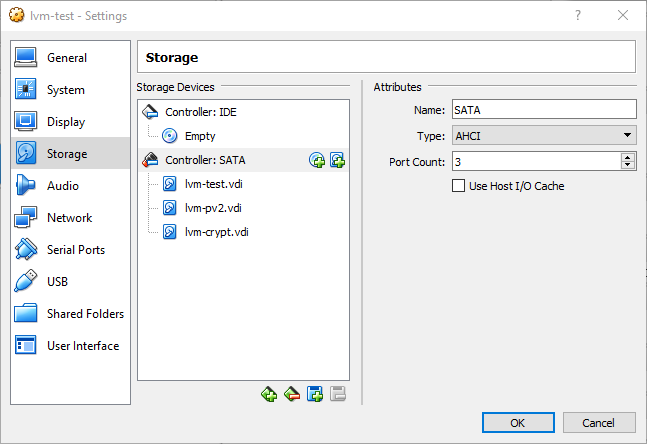 lvm-test - Settings
General
System
Display
Storage
Audio
Network
Serial Ports
USB
Shared Folders
User Interface
Storage
Storage Devices
Controller: IDE
Empty
Controller: SATA
lvm-test.vdi
lvm-pv2.vdi
lvm-crypt.vdi
Attributes
Name: SATA
Type: AHCI
Port Count: 3
Use Host I/O Cache
OK Cancel